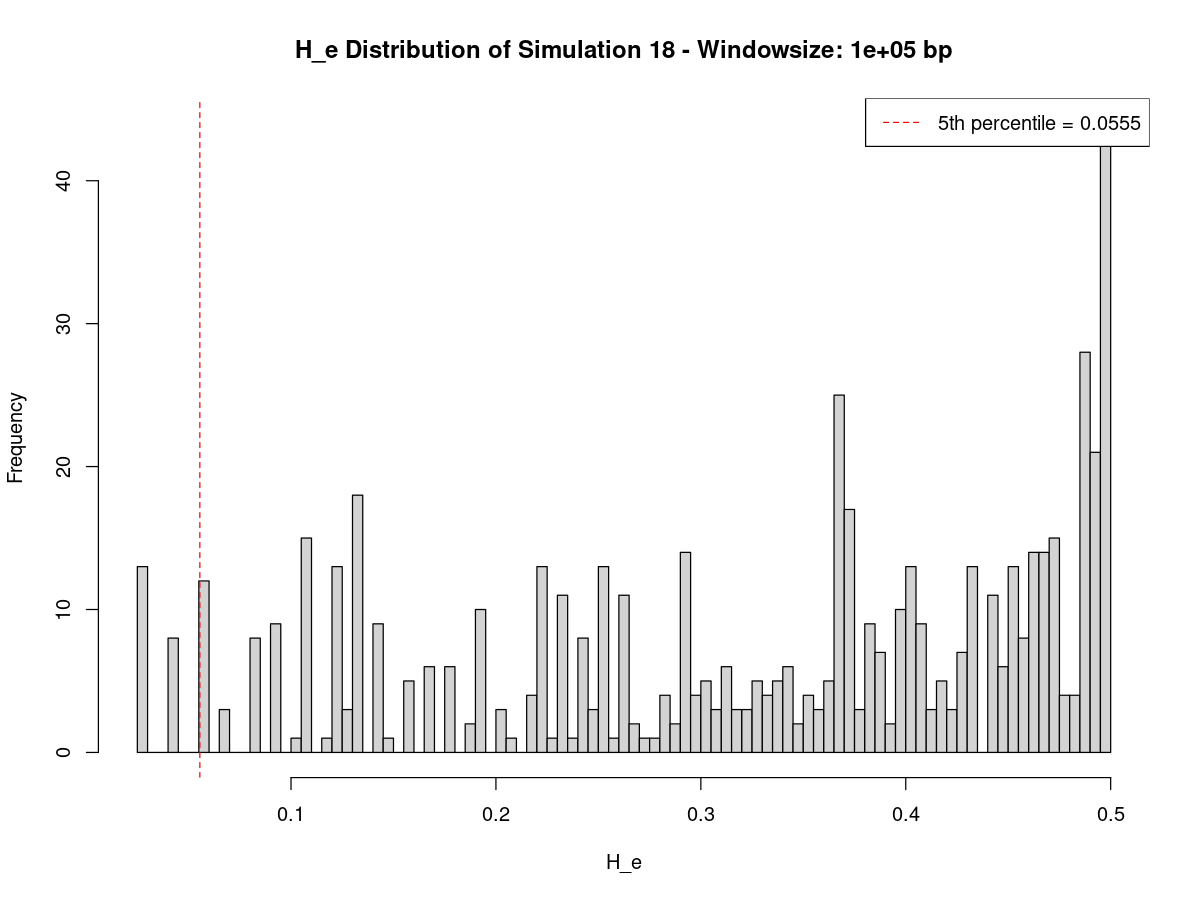 H_e Distribution of Simulation 18 - Windowsize: 1e+05 bp
5th percentile = 0.0555
Frequency
40
30
20
10
0
0.1 0.2 0.3 0.4 0.5
H_e